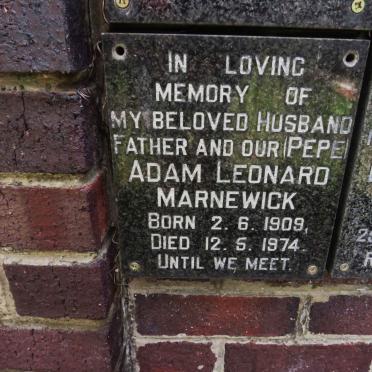 IN LOVING
MEMORY OF
MY BELOVED HUSBAND
FATHER AND OUR (PEPE)
ADAM LEONARD
MARNEWICK
BORN 2. 6. 1909,
DIED 12. 5. 1974.
UNTIL WE MEET.